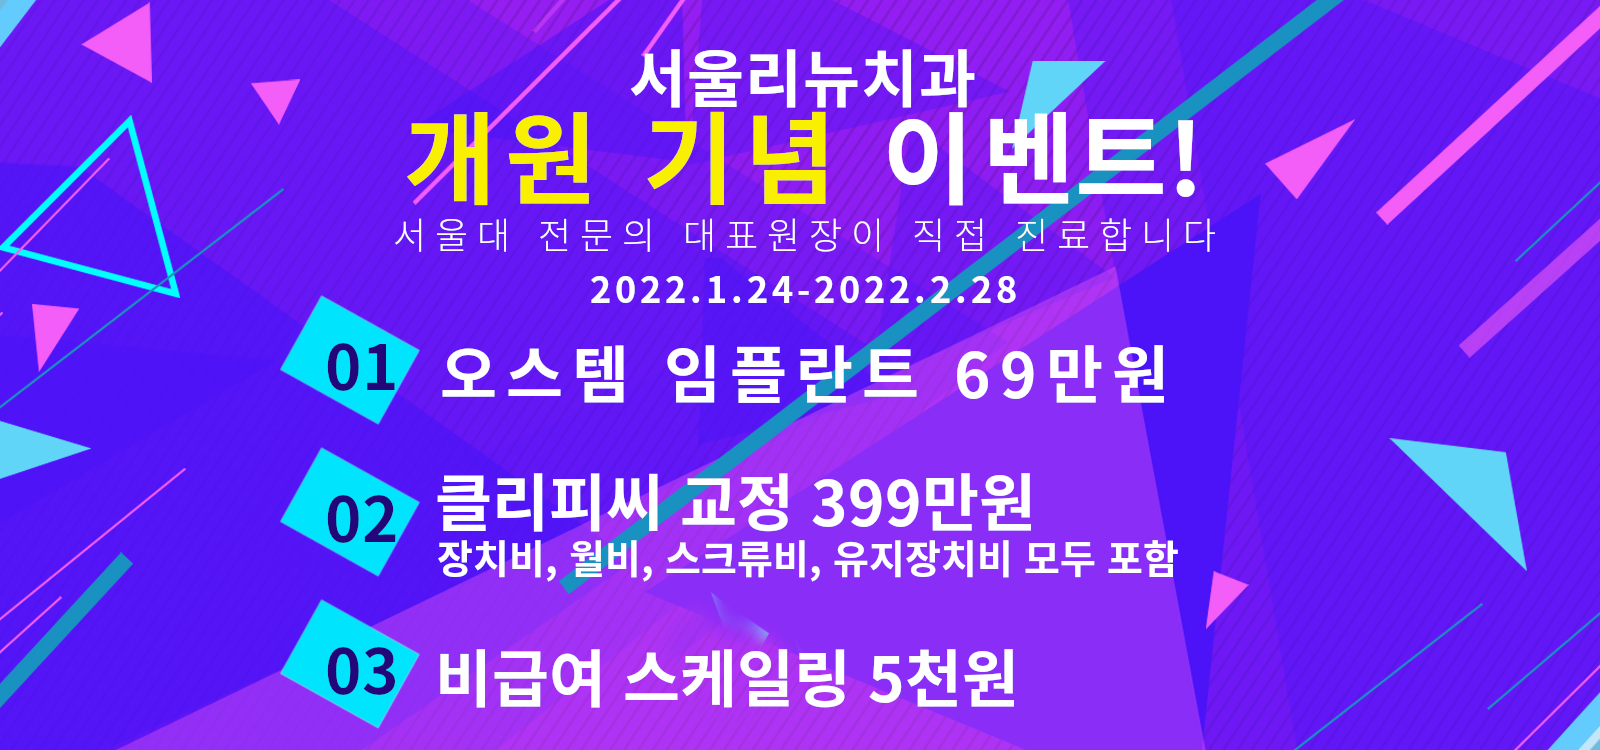 서울리뉴치과
개원 기념 이벤트!
서울대 전문의 대표원장이 직접 진료합니다
2022.1.24-2022.2.28
01 오스템 임플란트 69만원
02 클리피씨 교정 399만원
장치비, 월비, 스크류비, 유지장치비 모두 포함
03 비급여 스케일링 5천원